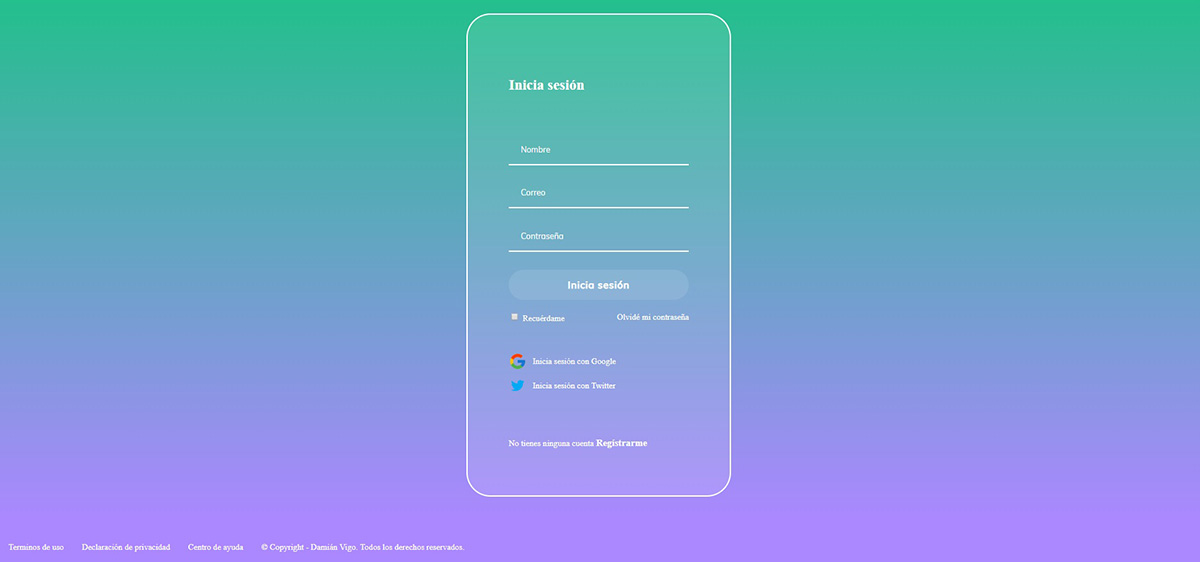 Inicia sesión
Nombre
Correo
Contraseña
Inicia sesión
Recuérdame Olvidé mi contraseña
Inicia sesión con Google
Inicia sesión con Twitter
No tienes ninguna cuenta Registrarme
Terminos de uso Declaración de privacidad Centro de ayuda © Copyright - Damián Vigo. Todos los derechos reservados.